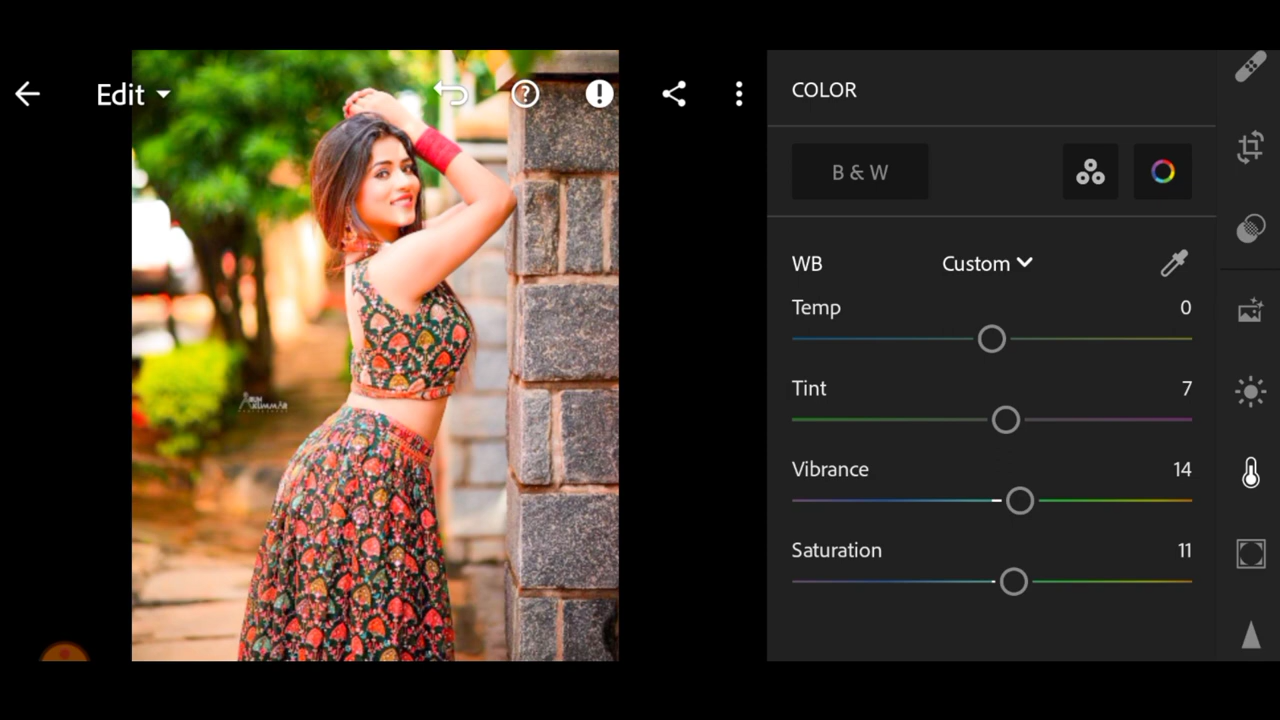 Edit
COLOR
B & W
WB
Custom
Temp
0
Tint
7
Vibrance
14
Saturation
11